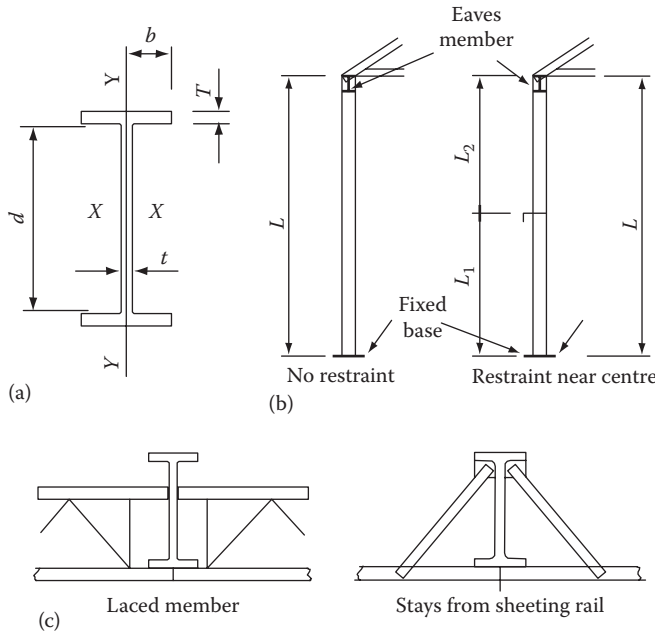 Y
b
T
X
X
d
t
Y
(a)
Eaves
member
L
L₂
L₁
L
Fixed
base
No restraint
Restraint near centre
(b)
Laced member
Stays from sheeting rail
(c)